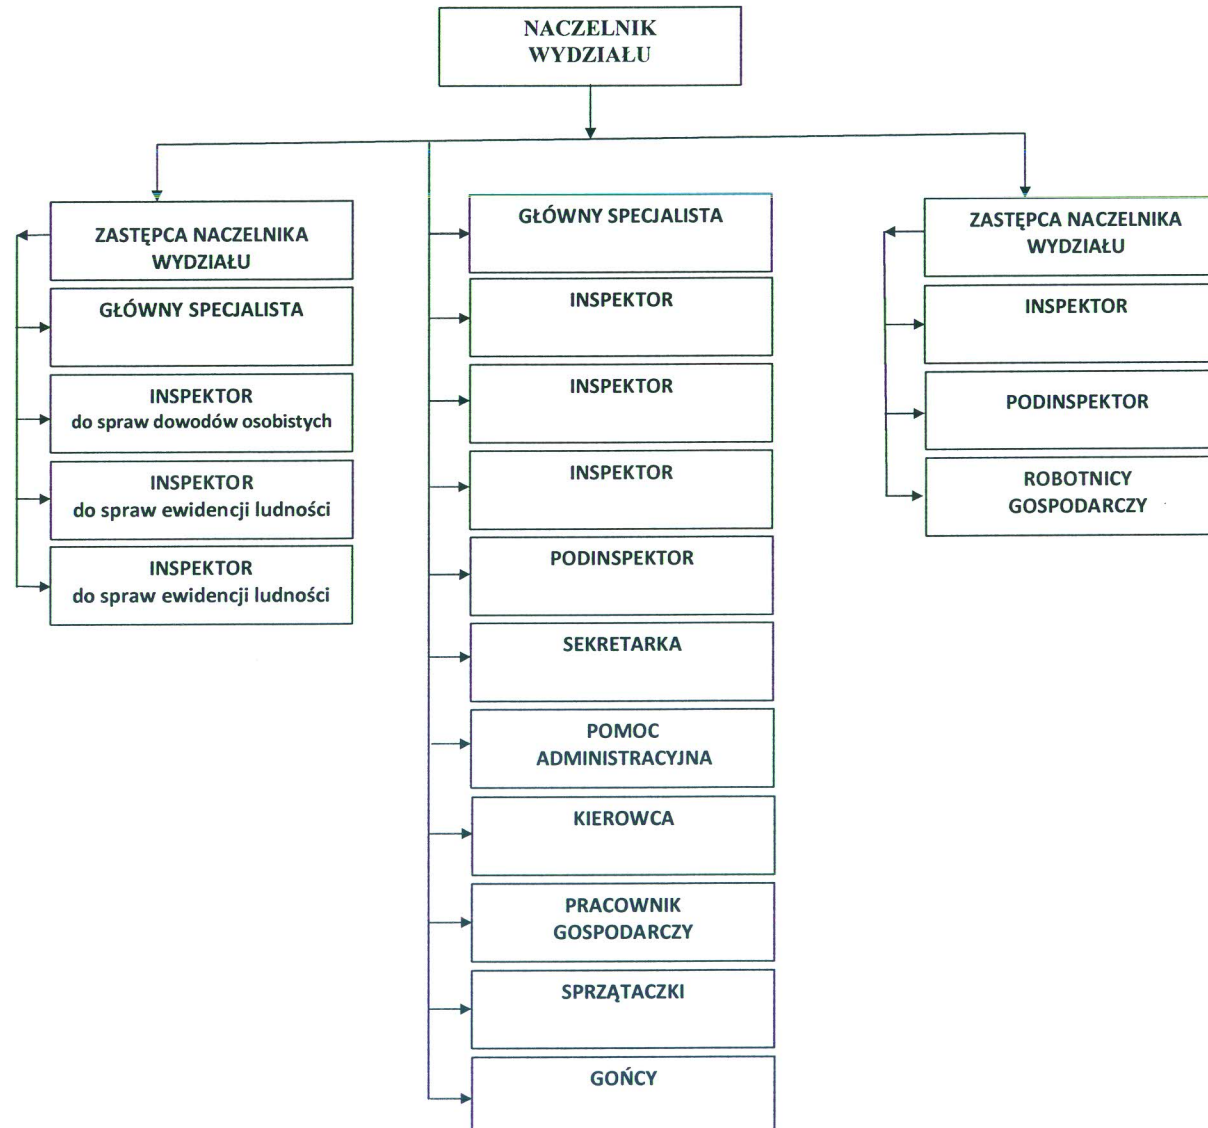 NACZELNIK
WYDZIAŁU
ZASTĘPCA NACZELNIKA
WYDZIAŁU
GŁÓWNY SPECJALISTA
INSPEKTOR
do spraw dowodów osobistych
INSPEKTOR
do spraw ewidencji ludności
INSPEKTOR
do spraw ewidencji ludności
GŁÓWNY SPECJALISTA
INSPEKTOR
INSPEKTOR
INSPEKTOR
PODINSPEKTOR
SEKRETARKA
POMOC
ADMINISTRACYJNA
KIEROWCA
PRACOWNIK
GOSPODARCZY
SPRZĄTACZKI
GOŃCY
ZASTĘPCA NACZELNIKA
WYDZIAŁU
INSPEKTOR
PODINSPEKTOR
ROBOTNICY
GOSPODARCZY